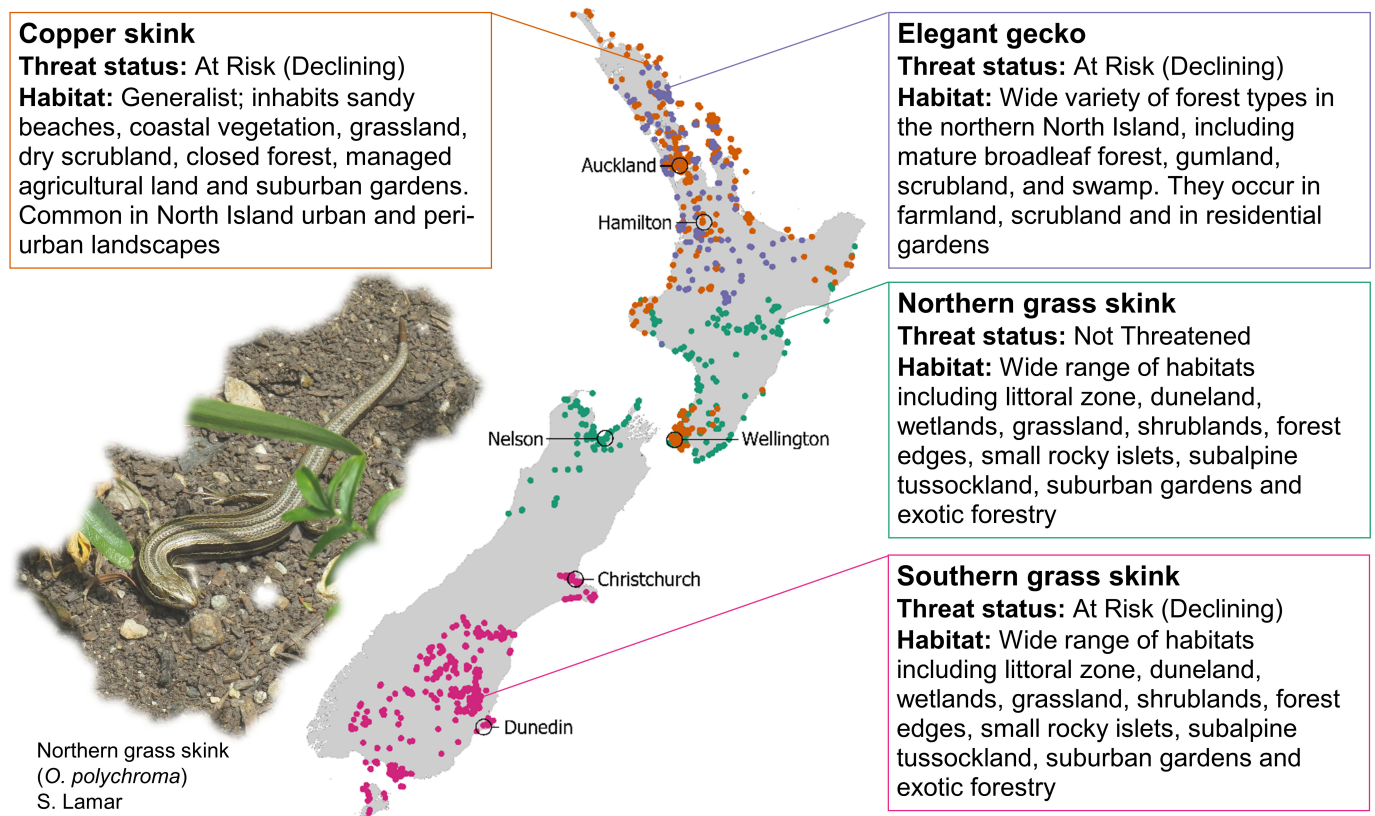 Copper skink
Threat status: At Risk (Declining)
Habitat: Generalist; inhabits sandy
beaches, coastal vegetation, grassland,
dry scrubland, closed forest, managed
agricultural land and suburban gardens.
Common in North Island urban and peri-
urban landscapes
Elegant gecko
Threat status: At Risk (Declining)
Habitat: Wide variety of forest types in
the northern North Island, including
mature broadleaf forest, gumland,
scrubland, and swamp. They occur in
farmland, scrubland and in residential
gardens
Auckland
Hamilton
Northern grass skink
Threat status: Not Threatened
Habitat: Wide range of habitats
including littoral zone, duneland,
wetlands, grassland, shrublands, forest
edges, small rocky islets, subalpine
tussockland, suburban gardens and
exotic forestry
Nelson
Wellington
Christchurch
Southern grass skink
Threat status: At Risk (Declining)
Habitat: Wide range of habitats
including littoral zone, duneland,
wetlands, grassland, shrublands, forest
edges, small rocky islets, subalpine
tussockland, suburban gardens and
exotic forestry
Dunedin
Northern grass skink
(O. polychroma)
S. Lamar